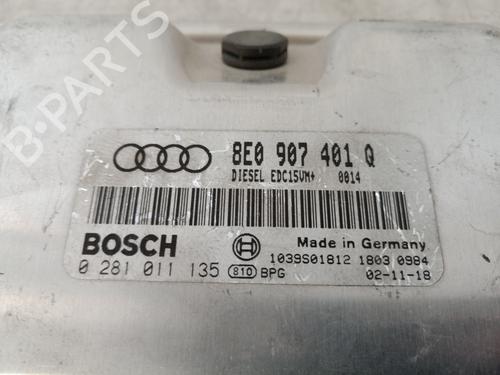 B-PARTS
8E0 907 401 Q
DIESEL EDC15VM+ 0014
BOSCH
Made in Germany
0 281 011 135 810 BPG
1039S01812 1803 0984
02-11-18